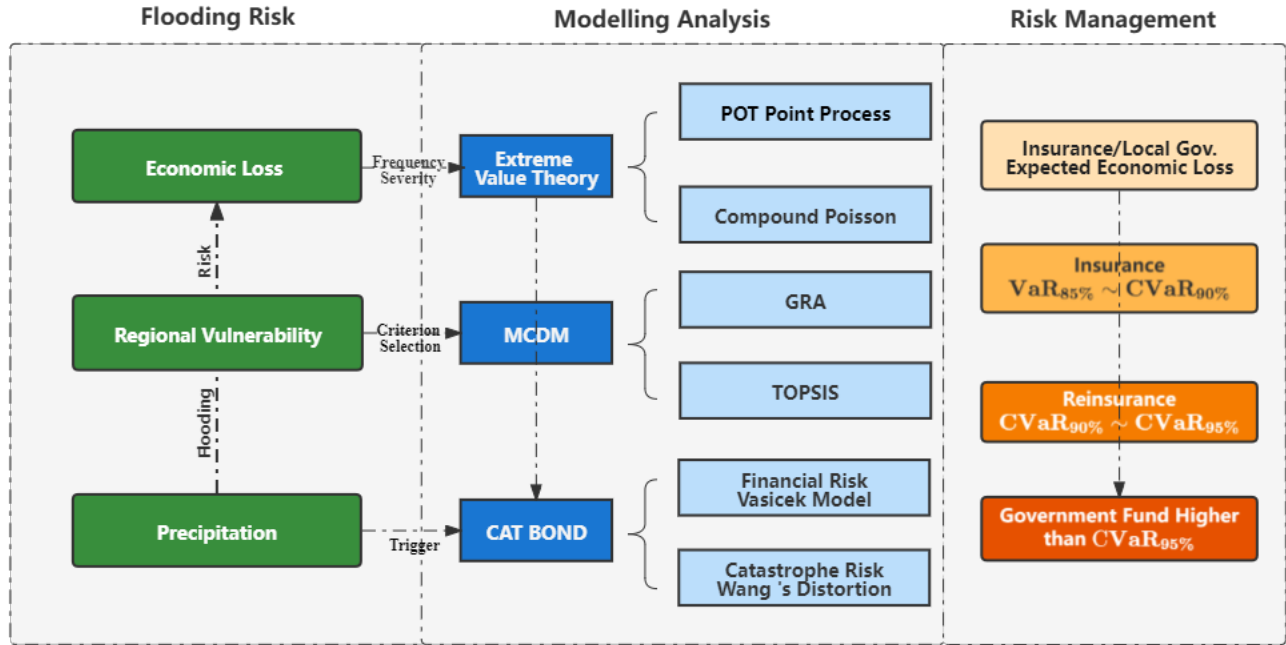 Flooding Risk
Modelling Analysis
Risk Management
Economic Loss
Risk
Regional Vulnerability
Flooding
Precipitation
Frequency
Severity
Criterion
Selection
Trigger
Extreme
Value Theory
MCDM
CAT BOND
POT Point Process
Compound Poisson
GRA
TOPSIS
Financial Risk
Vasicek Model
Catastrophe Risk
Wang 's Distortion
Insurance/Local Gov.
Expected Economic Loss
Insurance
VaR85% ~ CVaR90%
Reinsurance
CVaR90% ~ CVaR95%
Government Fund Higher
than CVaR95%